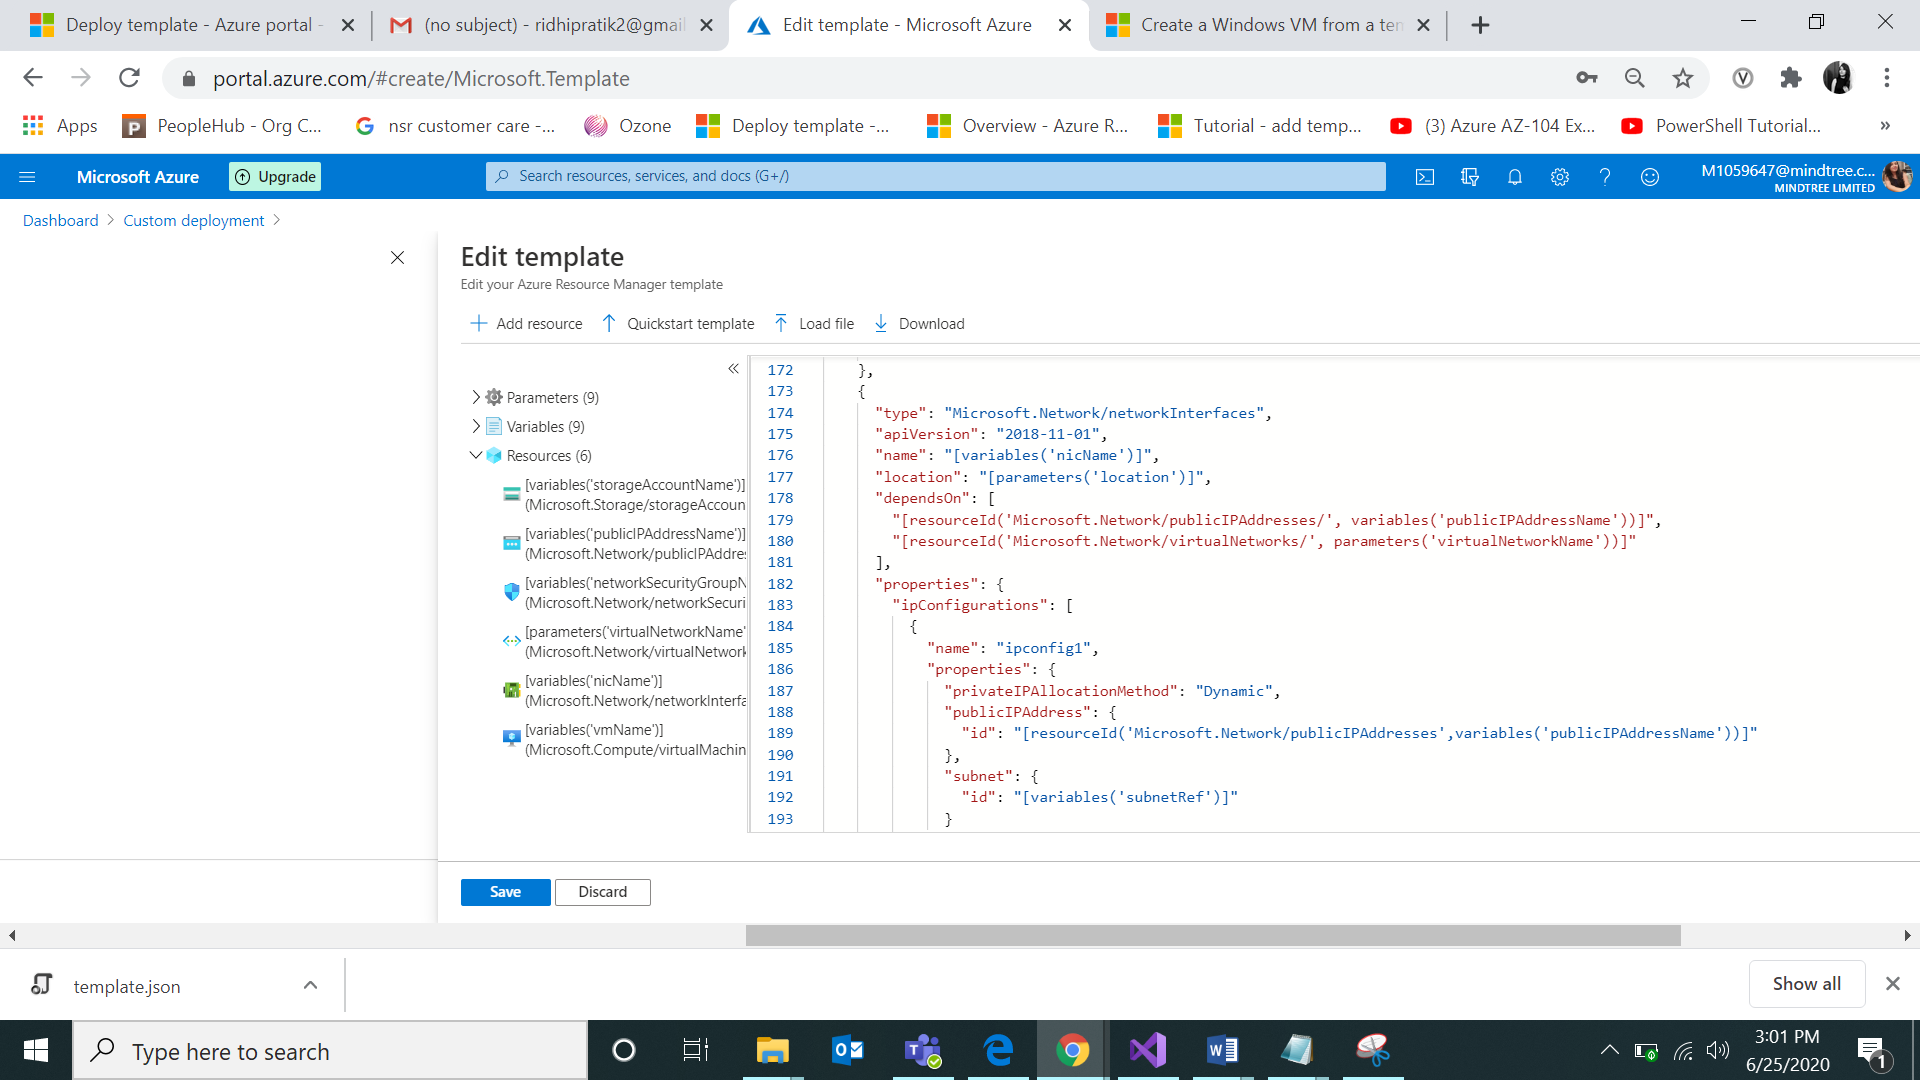 Deploy template - Azure portal -
(no subject) - ridhipratik2@gmail
Edit template - Microsoft Azure
Create a Windows VM from a tem
portal.azure.com/#create/Microsoft.Template
Apps
PeopleHub - Org C...
nsr customer care -...
Ozone
Deploy template -...
Overview - Azure R...
Tutorial - add temp...
(3) Azure AZ-104 Ex...
PowerShell Tutorial...
»
Microsoft Azure
Upgrade
Search resources, services, and docs (G+/)
M1059647@mindtree.c...
MINDTREE LIMITED
Dashboard > Custom deployment >
Edit template
Edit your Azure Resource Manager template
Add resource
Quickstart template
Load file
Download
Parameters (9)
Variables (9)
Resources (6)
[variables('storageAccountName')]
(Microsoft.Storage/storageAccoun
[variables('publicIPAddressName')]
(Microsoft.Network/publicIPAddre
[variables('networkSecurityGroupN
(Microsoft.Network/networkSecuri
[parameters('virtualNetworkName'
(Microsoft.Network/virtualNetwork
[variables('nicName')]
(Microsoft.Network/networkInterfa
[variables('vmName')]
(Microsoft.Compute/virtualMachin
172 },
173 {
174 "type": "Microsoft.Network/networkInterfaces",
175 "apiVersion": "2018-11-01",
176 "name": "[variables('nicName')]",
177 "location": "[parameters('location')]",
178 "dependsOn": [
179 "[resourceId('Microsoft.Network/publicIPAddresses/', variables('publicIPAddressName'))]",
180 "[resourceId('Microsoft.Network/virtualNetworks/', parameters('virtualNetworkName'))]"
181 ],
182 "properties": {
183 "ipConfigurations": [
184 {
185 "name": "ipconfig1",
186 "properties": {
187 "privateIPAllocationMethod": "Dynamic",
188 "publicIPAddress": {
189 "id": "[resourceId('Microsoft.Network/publicIPAddresses',variables('publicIPAddressName'))]"
190 },
191 "subnet": {
192 "id": "[variables('subnetRef')]"
193 }
Save
Discard
template.json
Show all
Type here to search
3:01 PM
6/25/2020
1